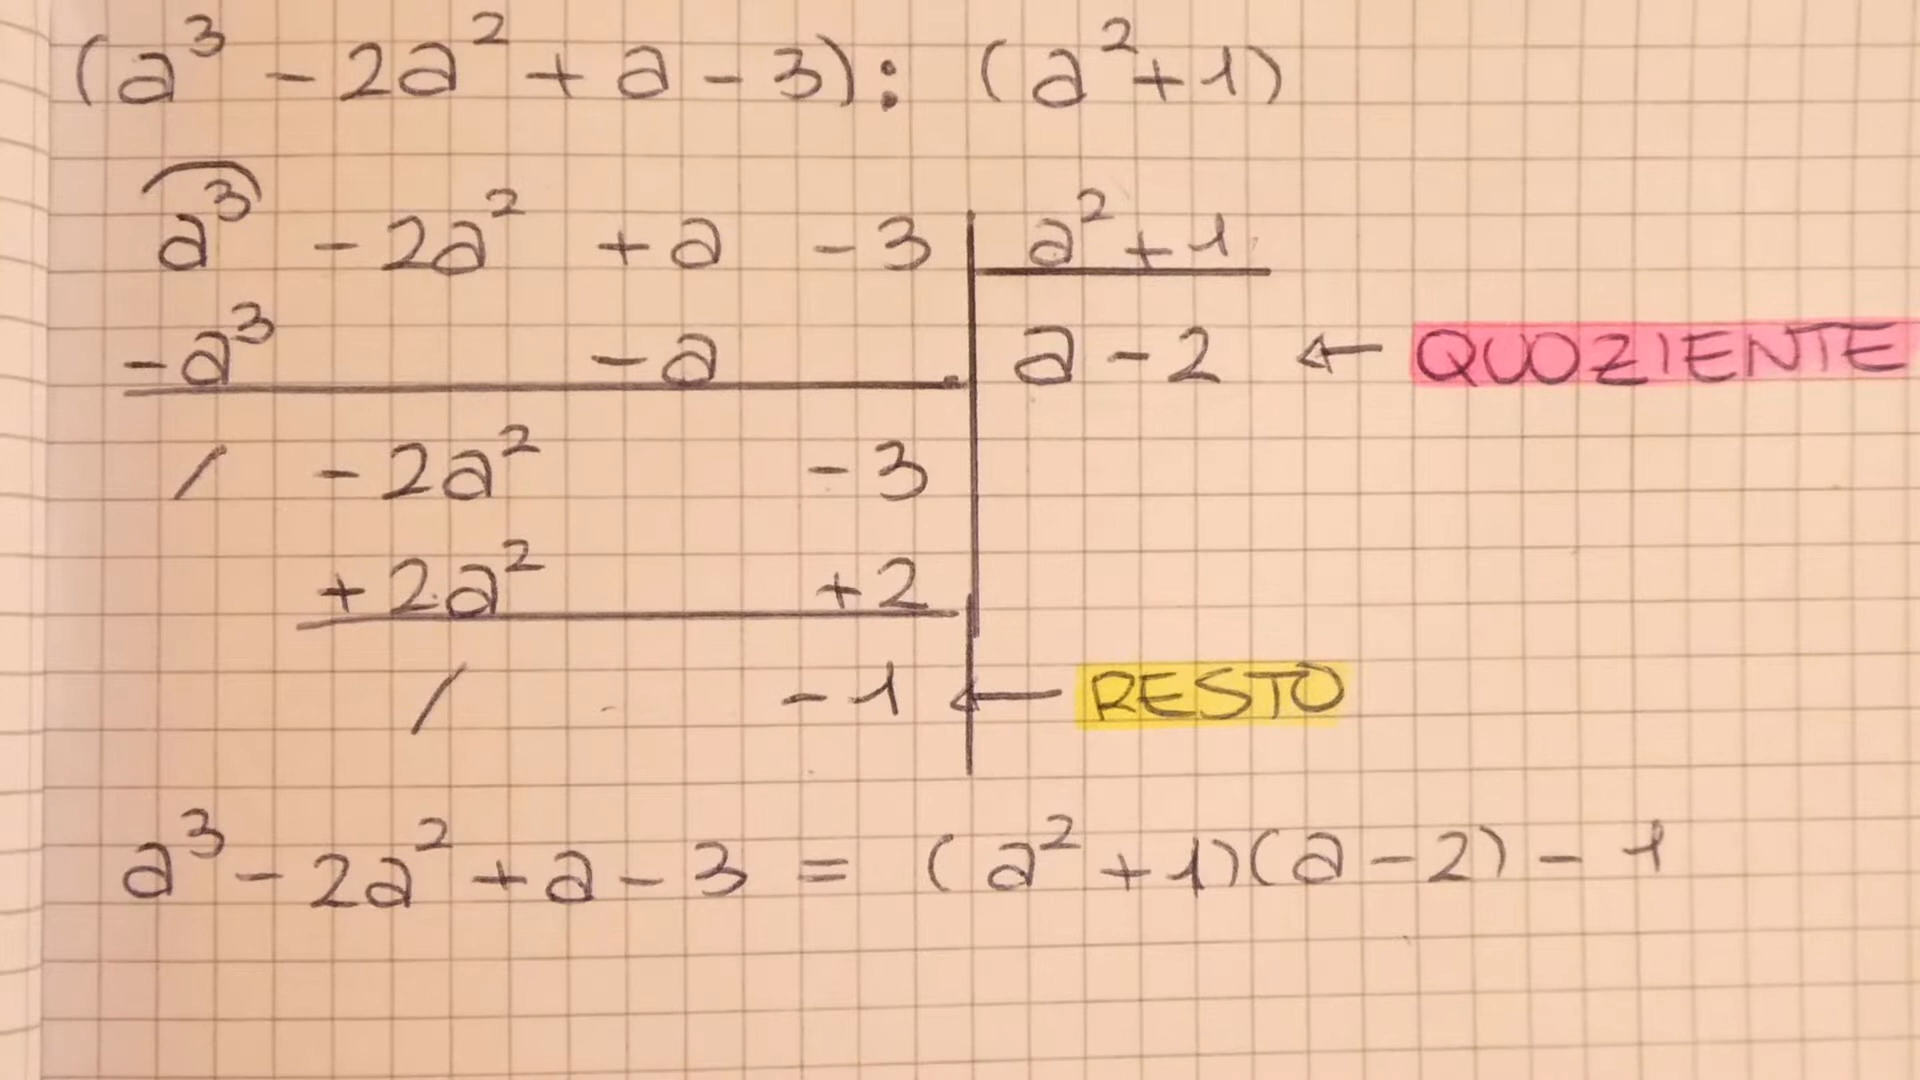 (a³ - 2a² + a - 3): (a² + 1)
a³ - 2a² + a - 3 a² + 1
- a³ - a a - 2 ← QUOZIENTE
/ - 2a² - 3
+ 2a² + 2
/ - 1 ← RESTO
a³ - 2a² + a - 3 = (a² + 1)(a - 2) - 1